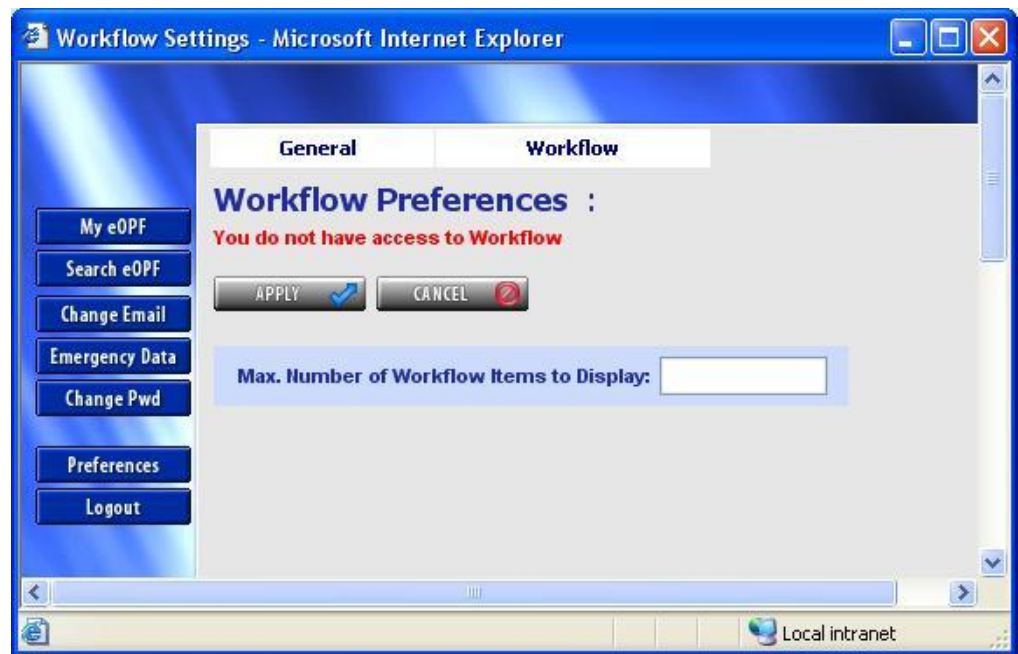 Workflow Settings - Microsoft Internet Explorer
General Workflow
Workflow Preferences :
You do not have access to Workflow
APPLY CANCEL
Max. Number of Workflow Items to Display:
My eOPF
Search eOPF
Change Email
Emergency Data
Change Pwd
Preferences
Logout
Local intranet